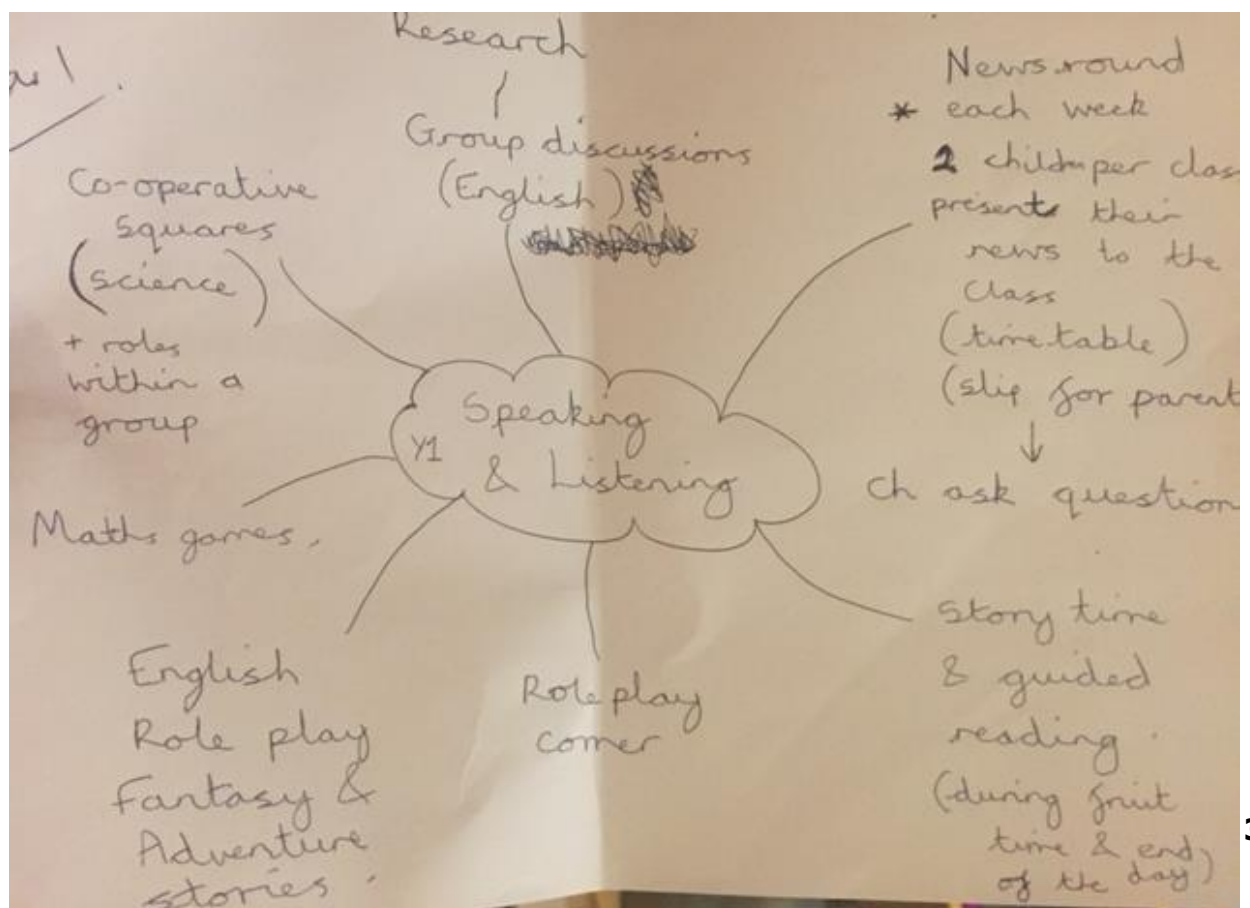 Research
Group discussions
(English)
Co-operative
squares
(science)
+ roles
within a
group
Maths games.
English
Role play
Fantasy &
Adventure
stories.
Y1
Speaking
& Listening
Role play
corner
News round
* each week
2 childn per class
present their
news to the
class
(timetable)
(slip for parent
↓
ch ask question
Story time
& guided
reading.
(during fruit
time & end
of the day)